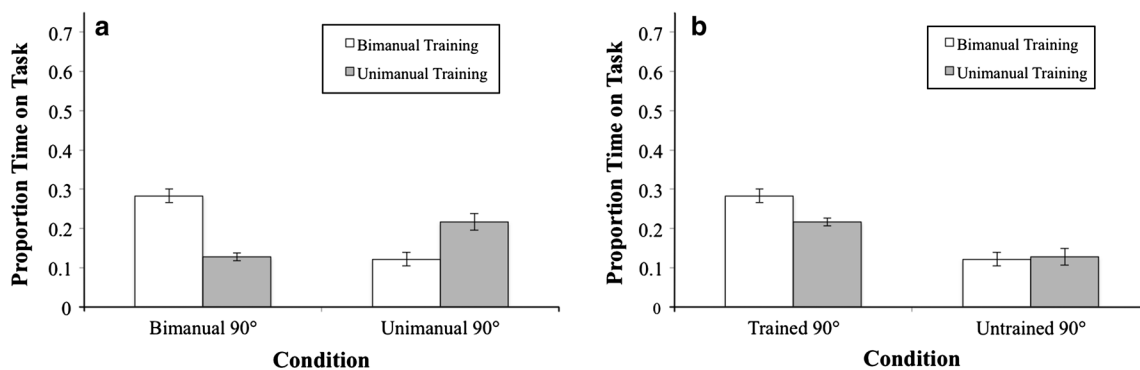 a
Proportion Time on Task
0.7
0.6
0.5
0.4
0.3
0.2
0.1
0
Bimanual Training
Unimanual Training
Bimanual 90°
Unimanual 90°
Condition
b
Proportion Time on Task
0.7
0.6
0.5
0.4
0.3
0.2
0.1
0
Bimanual Training
Unimanual Training
Trained 90°
Untrained 90°
Condition